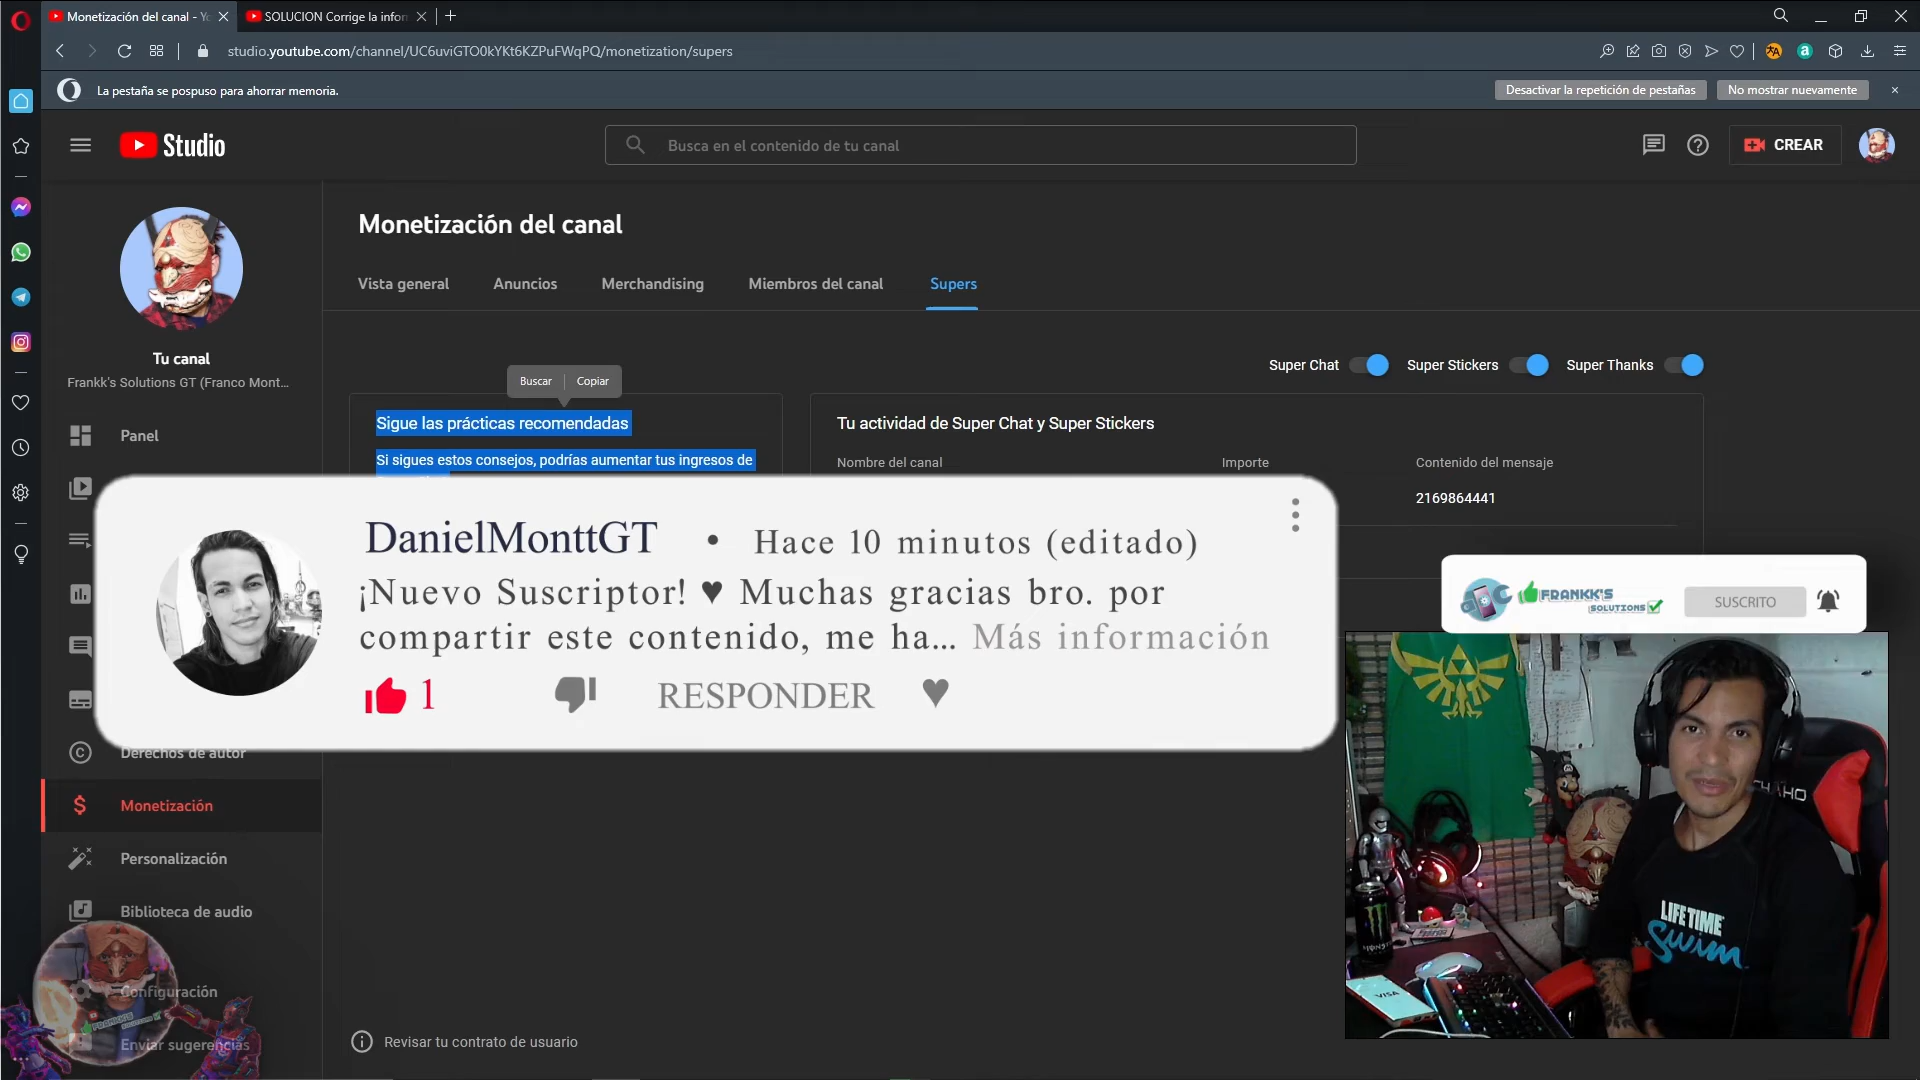 Monetización del canal - Yo
SOLUCION Corrige la infor
studio.youtube.com/channel/UC6uviGTO0kYKt6KZPuFWqPQ/monetization/supers
La pestaña se pospuso para ahorrar memoria.
Desactivar la repetición de pestañas
No mostrar nuevamente
Studio
Busca en el contenido de tu canal
CREAR
Monetización del canal
Vista general
Anuncios
Merchandising
Miembros del canal
Supers
Tu canal
Frankk's Solutions GT (Franco Mont...
Super Chat
Super Stickers
Super Thanks
Buscar
Copiar
Sigue las prácticas recomendadas
Si sigues estos consejos, podrías aumentar tus ingresos de
Tu actividad de Super Chat y Super Stickers
Nombre del canal
Importe
Contenido del mensaje
2169864441
Panel
DanielMonttGT • Hace 10 minutos (editado)
¡Nuevo Suscriptor! ♥ Muchas gracias bro. por
compartir este contenido, me ha... Más información
1
RESPONDER
FRANKK'S
SOLUTIONS
SUSCRITO
Derechos de autor
Monetización
Personalización
Biblioteca de audio
Configuración
Enviar sugerencias
Revisar tu contrato de usuario
LIFE TIME
Swim
VISA